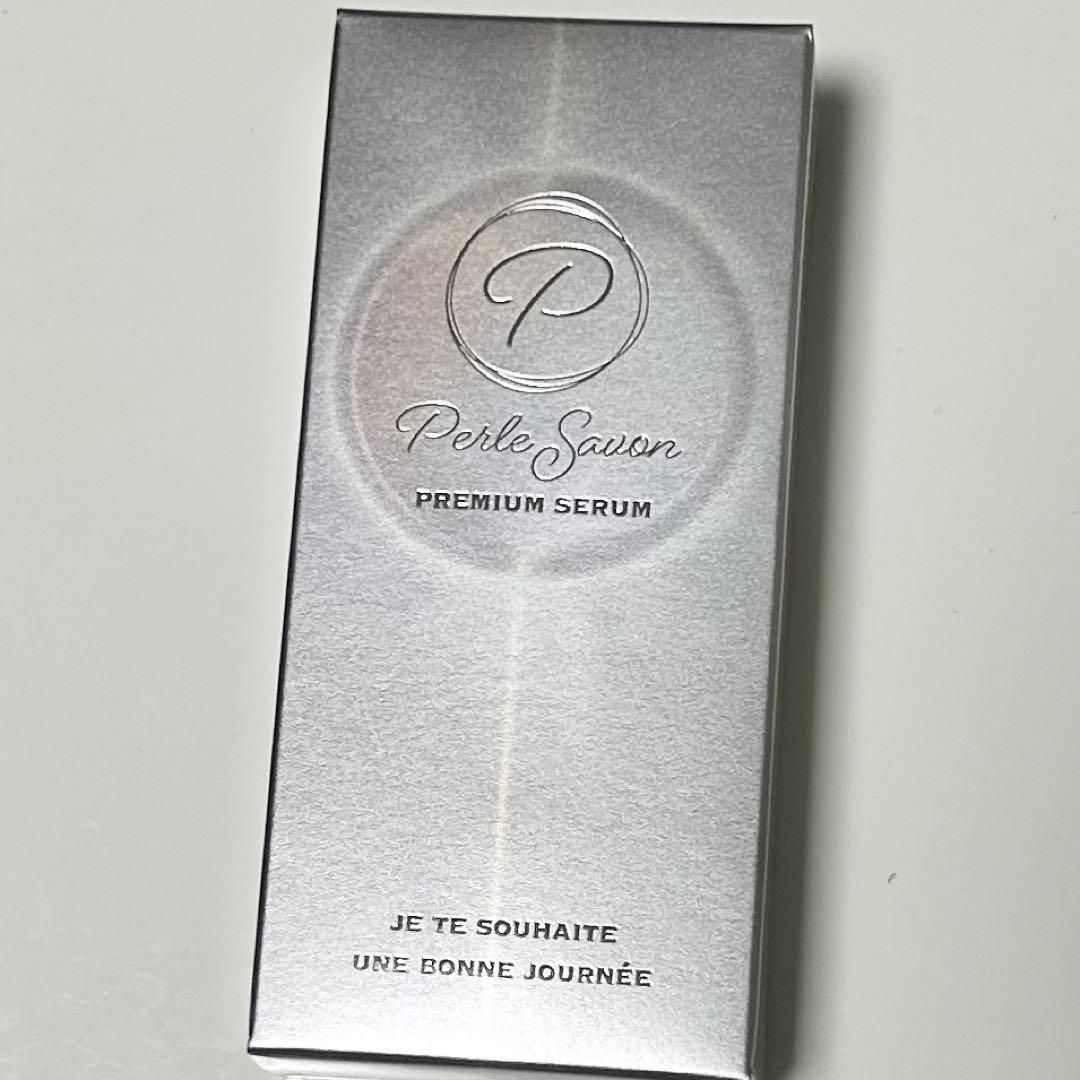 P
Perle Savon
PREMIUM SERUM
JE TE SOUHAITE
UNE BONNE JOURNÉE